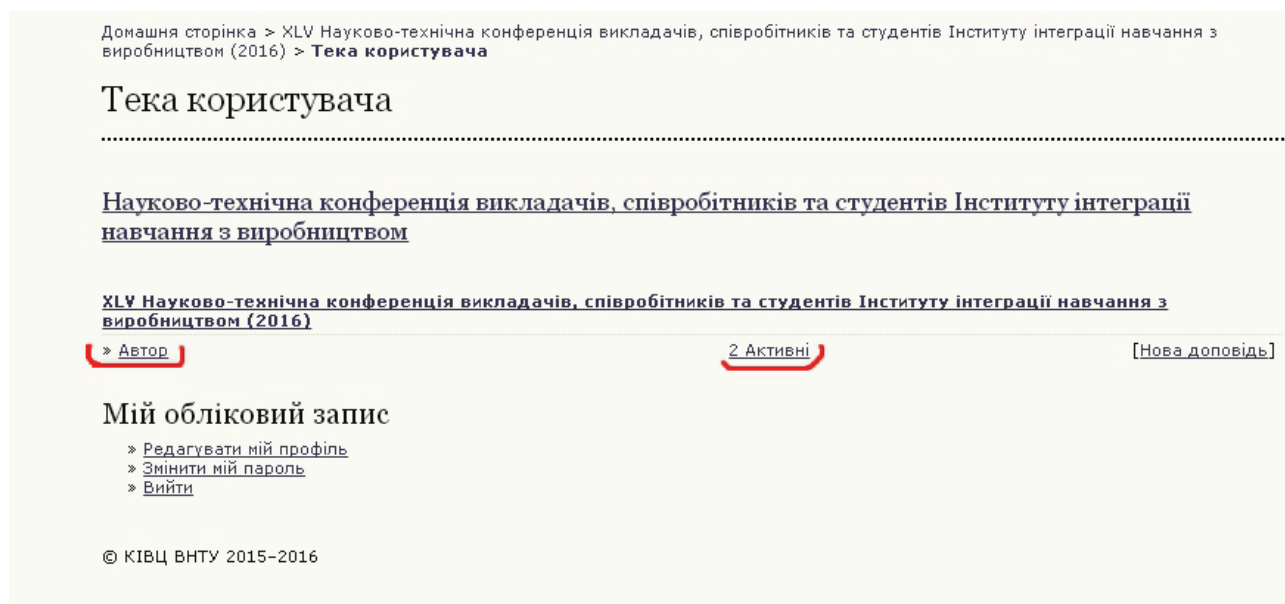 Домашня сторінка > XLV Науково-технічна конференція викладачів, співробітників та студентів Інституту інтеграції навчання з
виробництвом (2016) > Тека користувача
Тека користувача
Науково-технічна конференція викладачів, співробітників та студентів Інституту інтеграції
навчання з виробництвом
XLV Науково-технічна конференція викладачів, співробітників та студентів Інституту інтеграції навчання з
виробництвом (2016)
» Автор 2 Активні [Нова доповідь]
Мій обліковий запис
» Редагувати мій профіль
» Змінити мій пароль
» Вийти
© КІВЦ ВНТУ 2015-2016